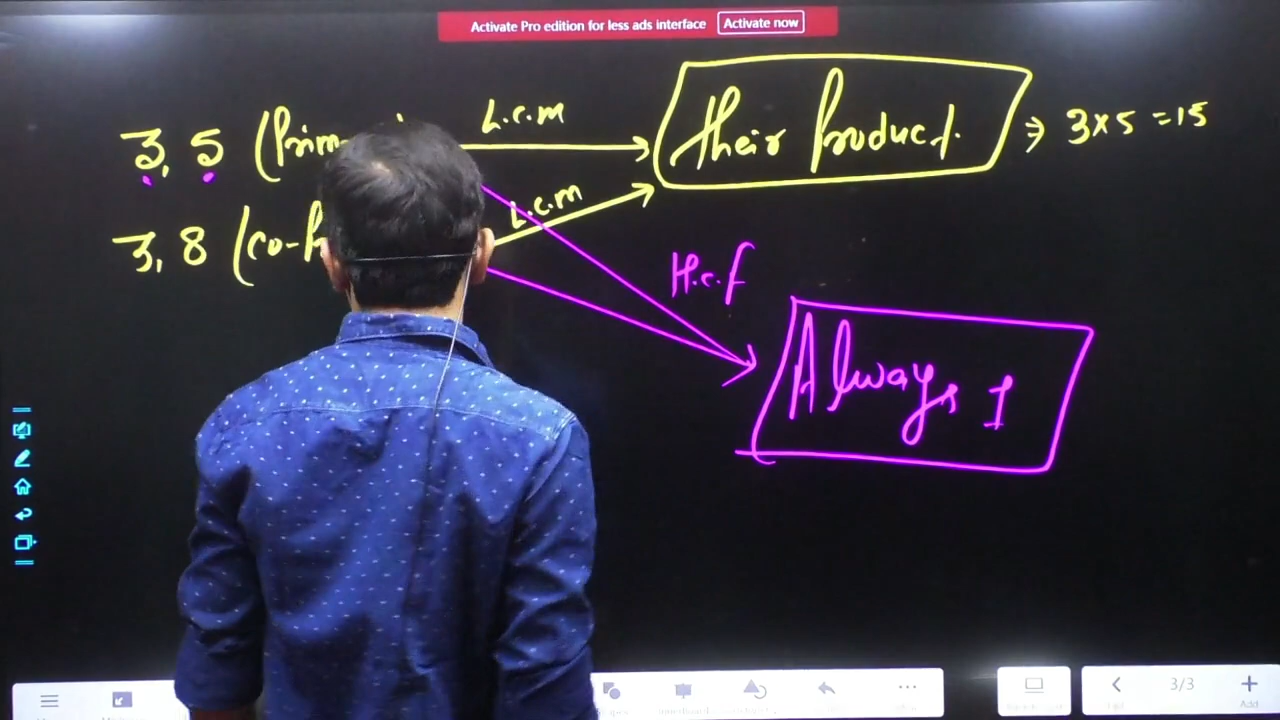 Activate Pro edition for less ads interface Activate now
3, 5 (Prim L.c.m Their Product. ⇒ 3×5 =15
3, 8 (co-P L.c.m
H.c.f
Always 1
3/3
Add